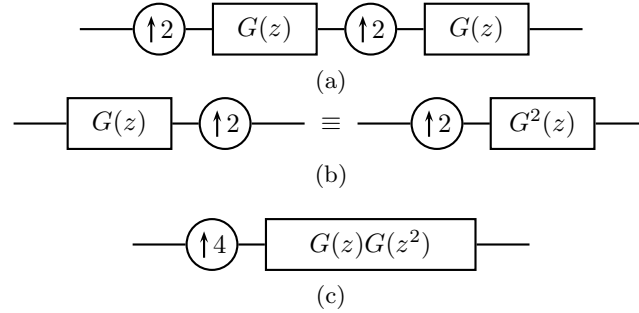 ↑2 G(z) ↑2 G(z)
(a)
G(z) ↑2 ≡ ↑2 G²(z)
(b)
↑4 G(z)G(z²)
(c)